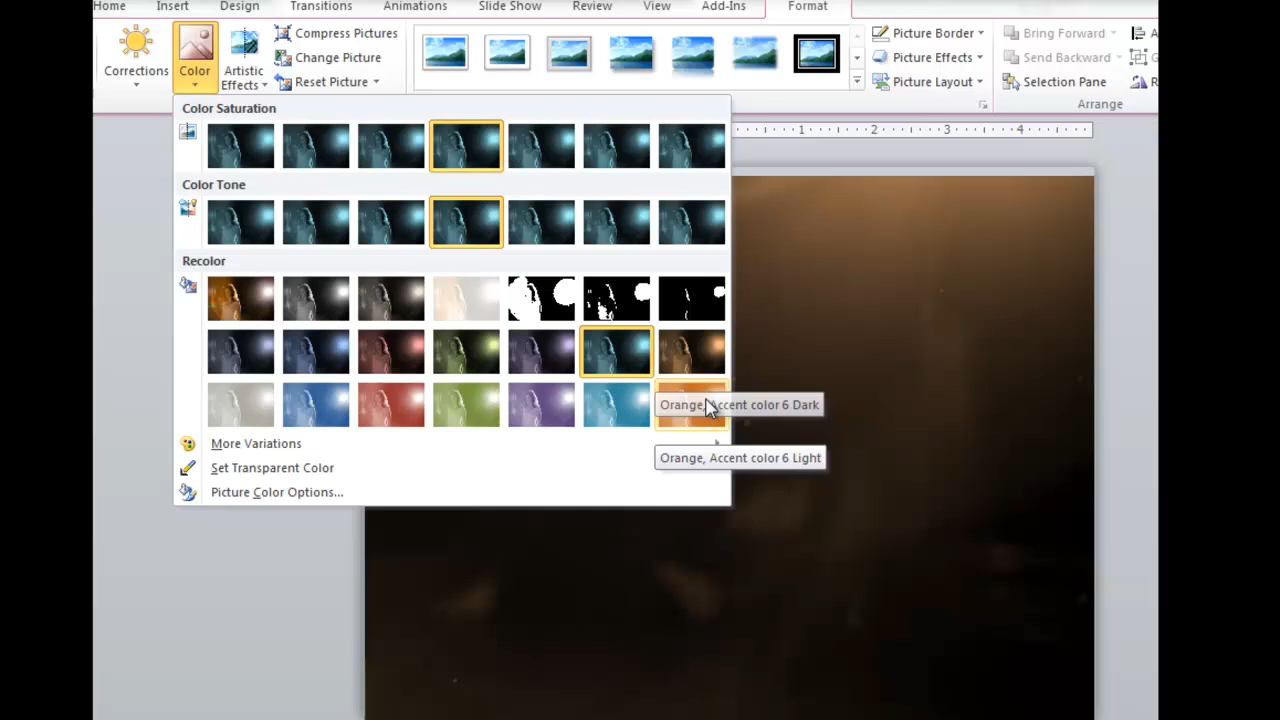 Home Insert Design Transitions Animations Slide Show Review View Add-Ins Format
Corrections
Color
Artistic
Effects
Compress Pictures
Change Picture
Reset Picture
Picture Border
Picture Effects
Picture Layout
Bring Forward
Send Backward
Selection Pane
Arrange
Color Saturation
Color Tone
Recolor
Orange, Accent color 6 Dark
Orange, Accent color 6 Light
More Variations
Set Transparent Color
Picture Color Options...
1 2 3 4